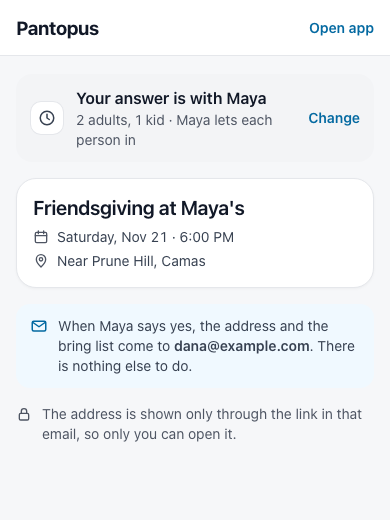 Pantopus
Open app
Your answer is with Maya
2 adults, 1 kid · Maya lets each
person in
Change
Friendsgiving at Maya's
Saturday, Nov 21 · 6:00 PM
Near Prune Hill, Camas
When Maya says yes, the address and the
bring list come to dana@example.com. There
is nothing else to do.
The address is shown only through the link in that
email, so only you can open it.